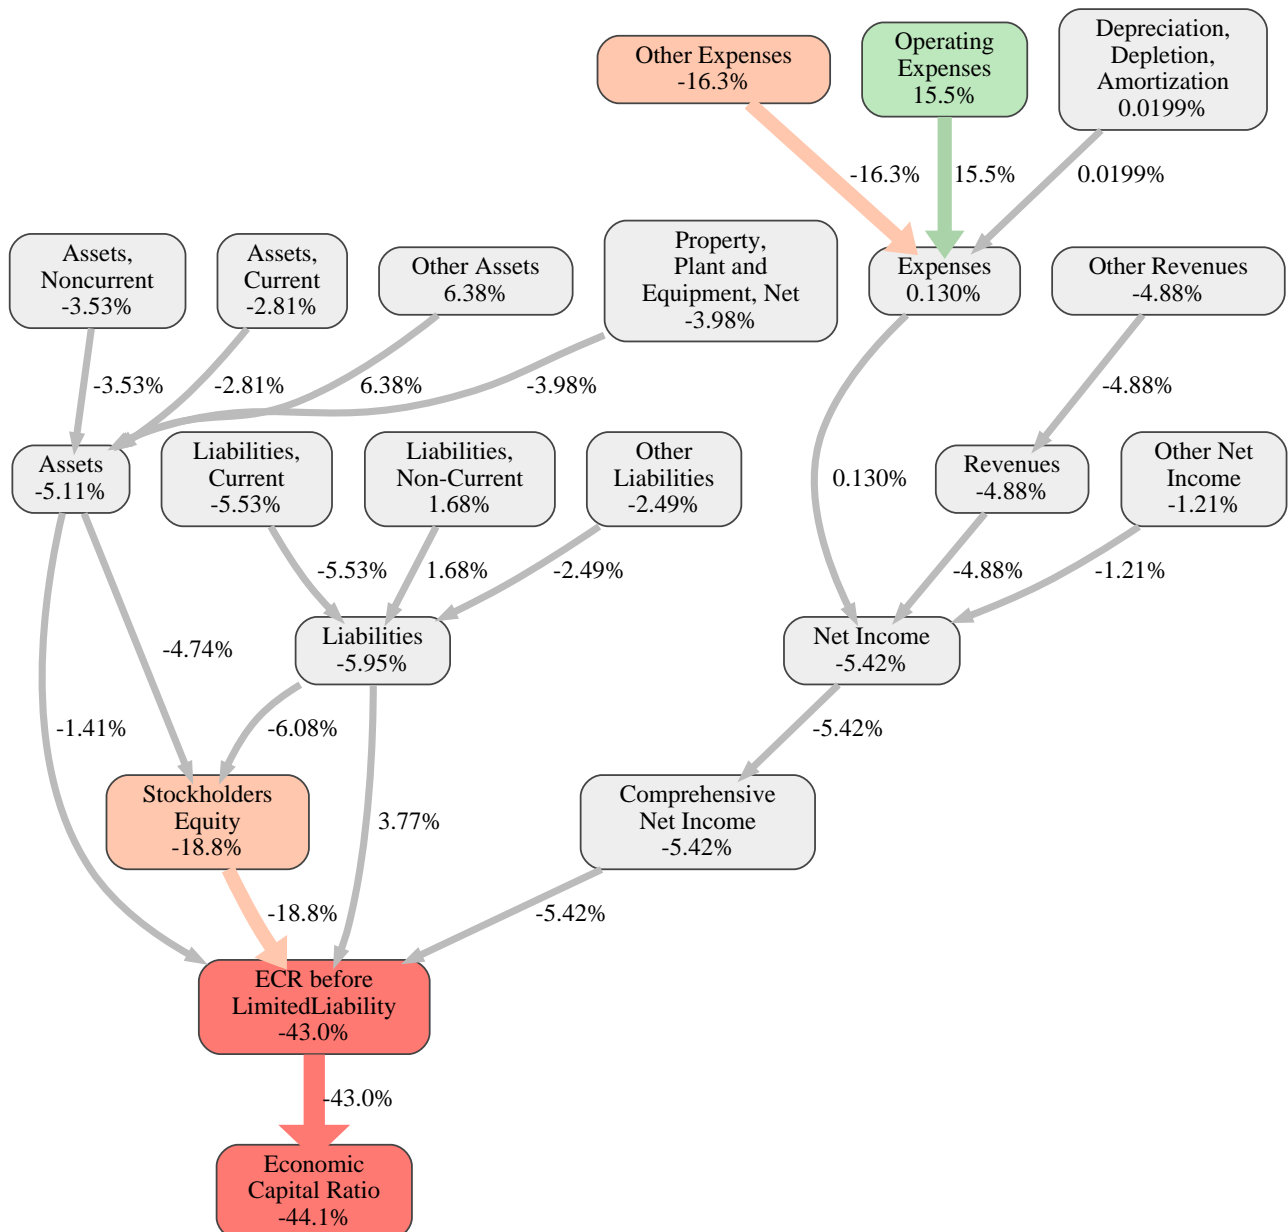 Other Expenses
-16.3%
Operating
Expenses
15.5%
Depreciation,
Depletion,
Amortization
0.0199%
-16.3%
15.5%
0.0199%
Assets,
Noncurrent
-3.53%
Assets,
Current
-2.81%
Other Assets
6.38%
Property,
Plant and
Equipment, Net
-3.98%
Expenses
0.130%
Other Revenues
-4.88%
-3.53%
-2.81%
6.38%
-3.98%
-4.88%
Assets
-5.11%
Liabilities,
Current
-5.53%
Liabilities,
Non-Current
1.68%
Other
Liabilities
-2.49%
0.130%
Revenues
-4.88%
Other Net
Income
-1.21%
-5.53%
1.68%
-2.49%
-4.88%
-1.21%
-4.74%
Liabilities
-5.95%
Net Income
-5.42%
-1.41%
-6.08%
-5.42%
Stockholders
Equity
-18.8%
3.77%
Comprehensive
Net Income
-5.42%
-18.8%
-5.42%
ECR before
LimitedLiability
-43.0%
-43.0%
Economic
Capital Ratio
-44.1%